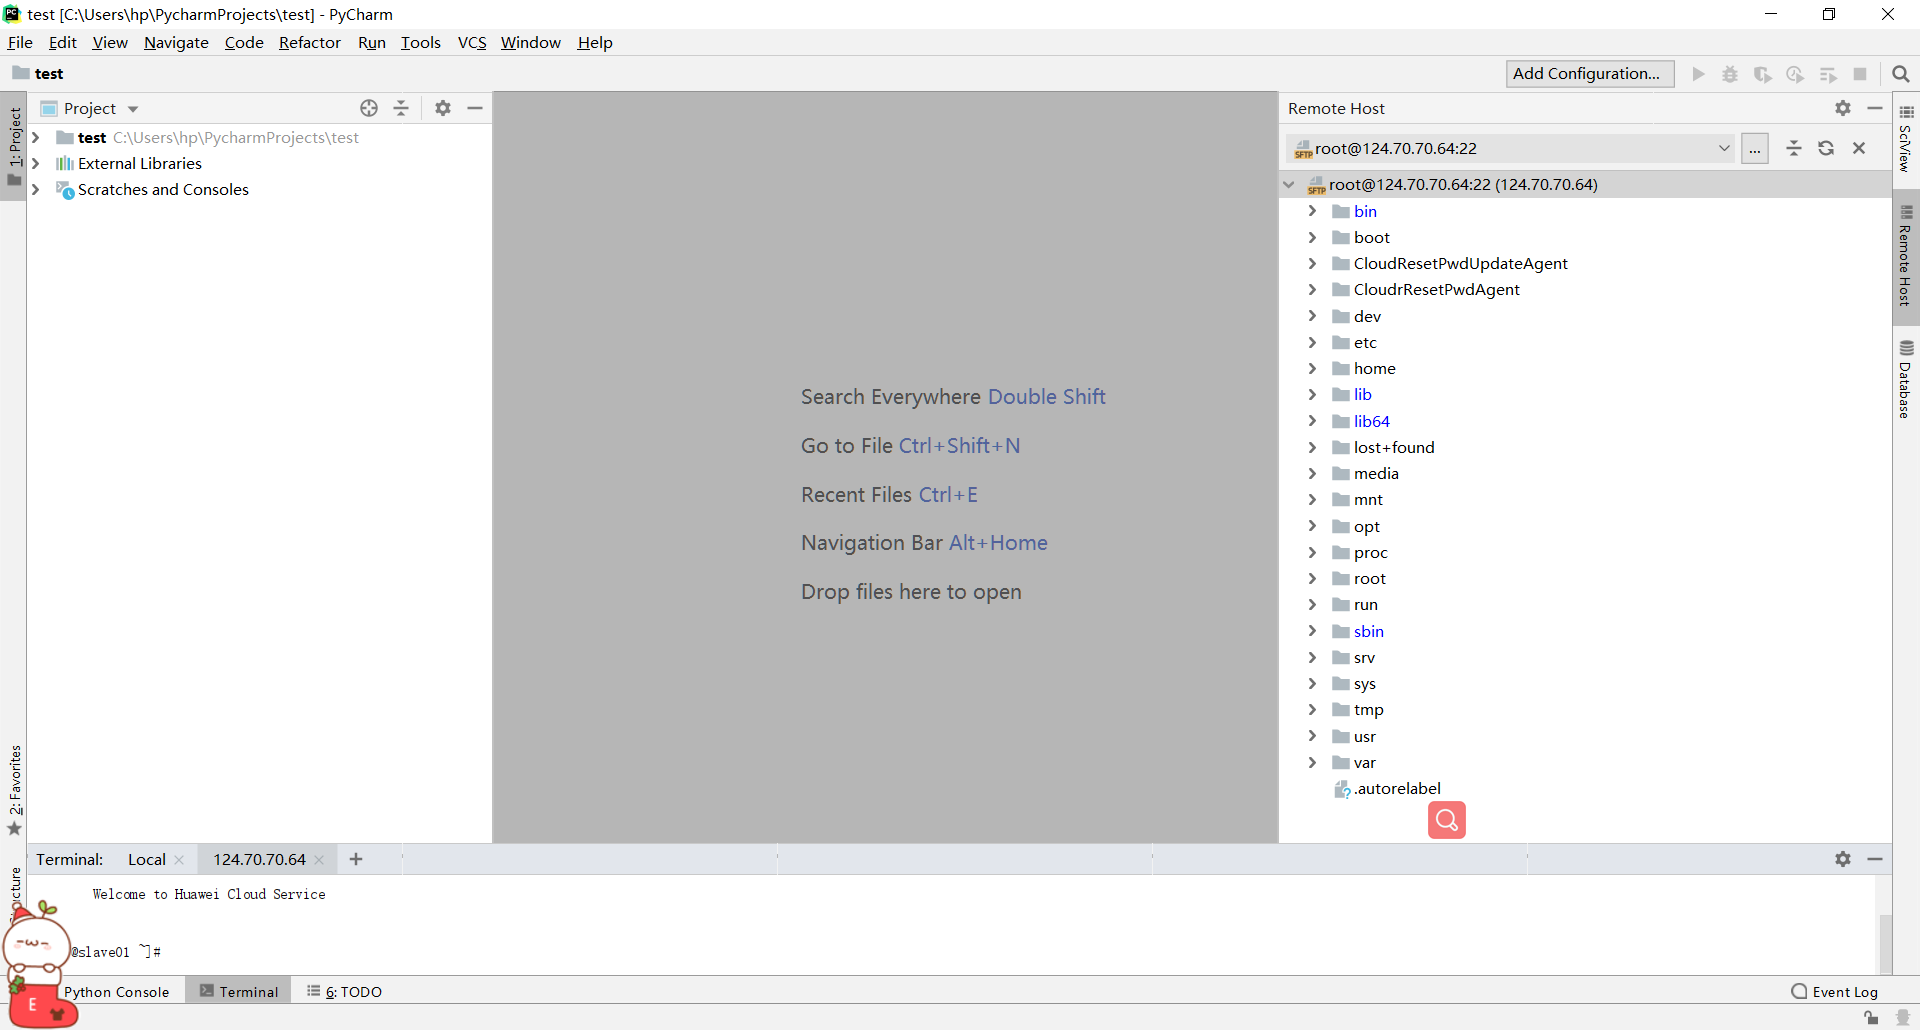 test [C:\Users\hp\PycharmProjects\test] - PyCharm
File Edit View Navigate Code Refactor Run Tools VCS Window Help
test
Add Configuration...
1: Project
Project
test C:\Users\hp\PycharmProjects\test
External Libraries
Scratches and Consoles
2: Favorites
Search Everywhere Double Shift
Go to File Ctrl+Shift+N
Recent Files Ctrl+E
Navigation Bar Alt+Home
Drop files here to open
Remote Host
SFTP root@124.70.70.64:22
...
SFTP root@124.70.70.64:22 (124.70.70.64)
bin
boot
CloudResetPwdUpdateAgent
CloudrResetPwdAgent
dev
etc
home
lib
lib64
lost+found
media
mnt
opt
proc
root
run
sbin
srv
sys
tmp
usr
var
.autorelabel
SciView
Remote Host
Database
Terminal: Local 124.70.70.64
Welcome to Huawei Cloud Service
@slave01 ~]#
E
Python Console Terminal 6: TODO
Event Log